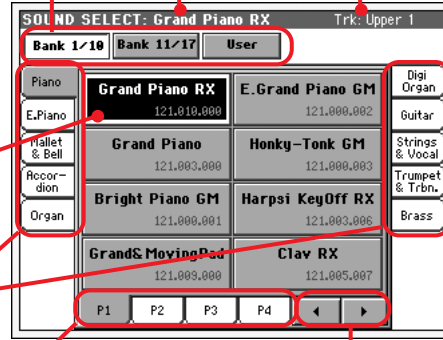 SOUND SELECT: Grand Piano RX Trk: Upper 1
Bank 1/10 Bank 11/17 User
Piano
E.Piano
Mallet
& Bell
Accor-
dion
Organ
Grand Piano RX
121.010.000
E.Grand Piano GM
121.000.002
Grand Piano
121.003.000
Honky-Tonk GM
121.000.003
Bright Piano GM
121.000.001
Harpsi KeyOff RX
121.003.006
Grand&MovingPad
121.009.000
Clav RX
121.005.007
Digi
Organ
Guitar
Strings
& Vocal
Trumpet
& Trbn.
Brass
P1 P2 P3 P4